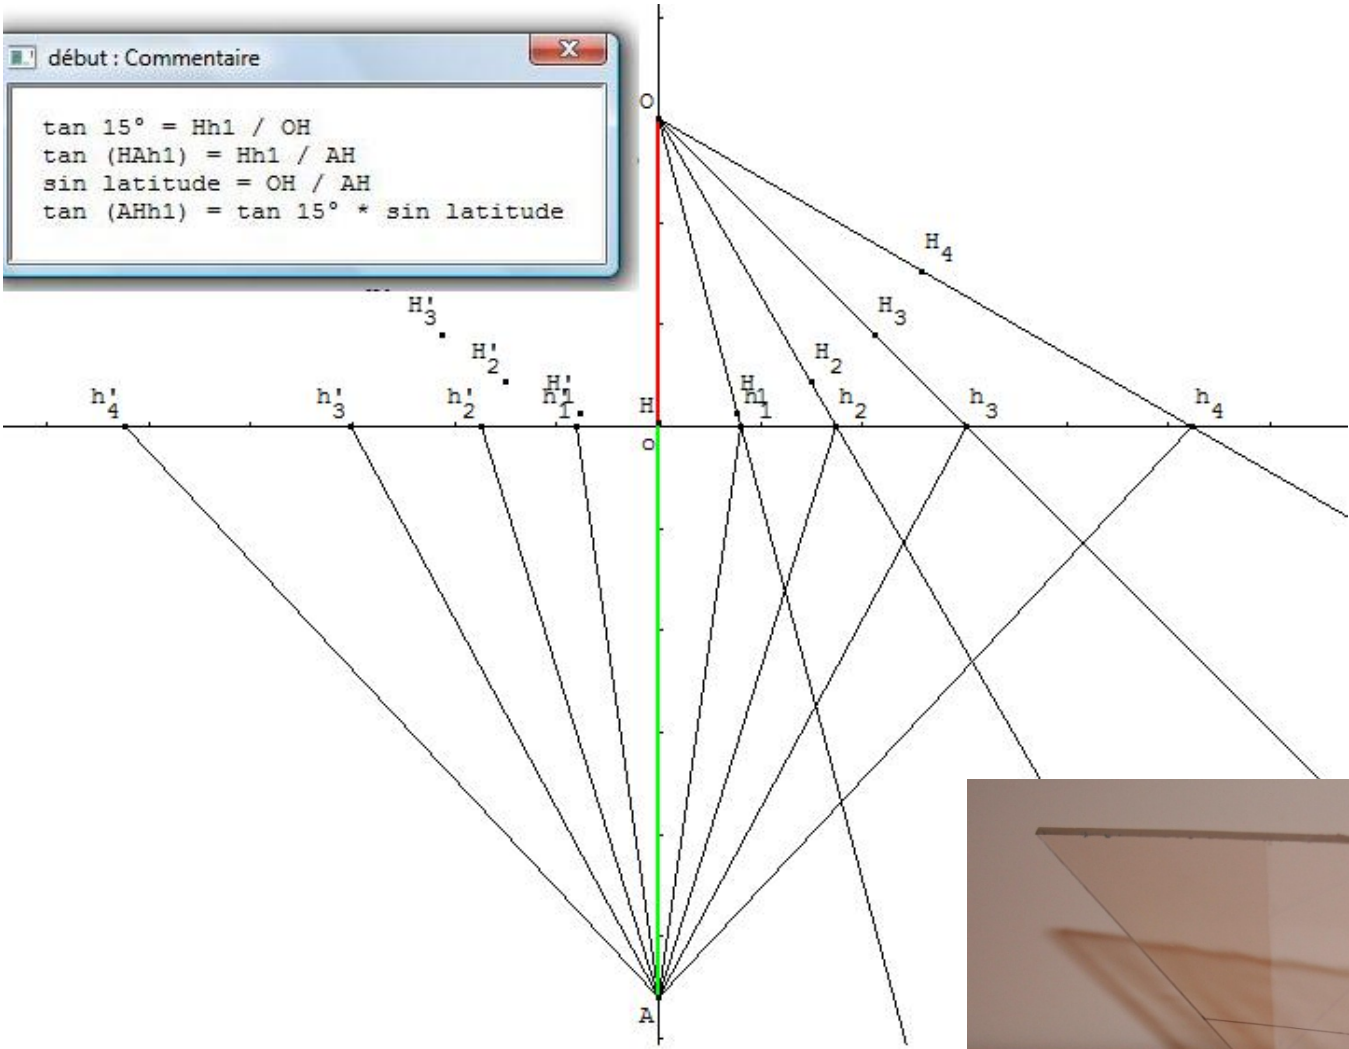 début : Commentaire
tan 15° = Hh1 / OH
tan (HAh1) = Hh1 / AH
sin latitude = OH / AH
tan (AHh1) = tan 15° * sin latitude
O
H4
H'3
H3
H'2
H2
H'1
H1
h'4
h'3
h'2
h'1
H
h1
h2
h3
h4
O
A